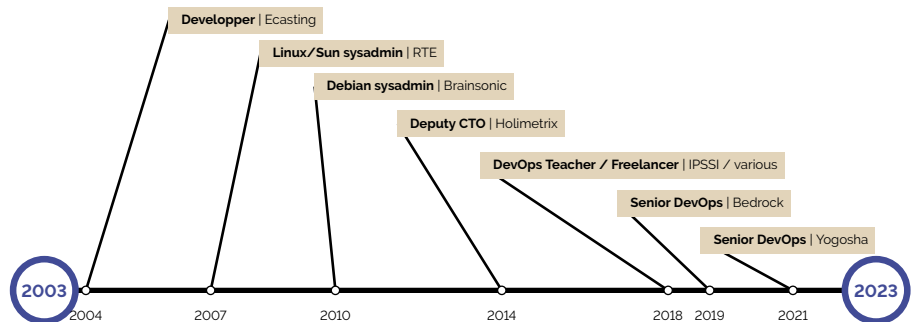 Developper | Ecasting
Linux/Sun sysadmin | RTE
Debian sysadmin | Brainsonic
Deputy CTO | Holimetrix
DevOps Teacher / Freelancer | IPSSI / various
Senior DevOps | Bedrock
Senior DevOps | Yogosha
2003
2023
2004 2007 2010 2014 2018 2019 2021